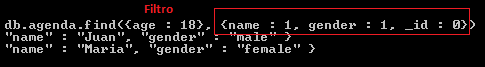 Filtro
db.agenda.find({age : 18}, {name : 1, gender : 1, _id : 0})
"name" : "Juan", "gender" : "male" }
"name" : "Maria", "gender" : "female" }